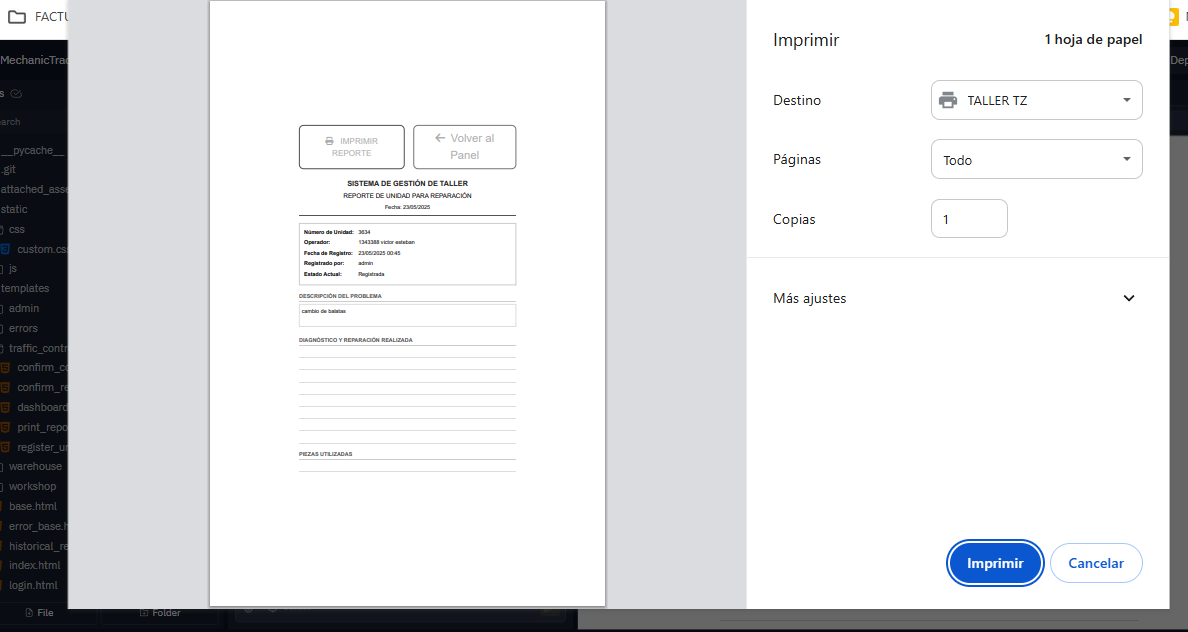 FACTU
MechanicTrac
s
earch
__pycache__
.git
attached_asse
static
css
custom.css
js
templates
admin
errors
traffic_contr
confirm_co
confirm_re
dashboard
print_repo
register_un
warehouse
workshop
base.html
error_base.h
historical_re
index.html
login.html
File
Folder
IMPRIMIR
REPORTE
Volver al
Panel
SISTEMA DE GESTIÓN DE TALLER
REPORTE DE UNIDAD PARA REPARACIÓN
Fecha: 23/05/2025
Número de Unidad: 3634
Operador: 1343388 victor esteban
Fecha de Registro: 23/05/2025 00:45
Registrado por: admin
Estado Actual: Registrada
DESCRIPCIÓN DEL PROBLEMA
cambio de balatas
DIAGNÓSTICO Y REPARACIÓN REALIZADA
PIEZAS UTILIZADAS
Imprimir
1 hoja de papel
Destino
TALLER TZ
Páginas
Todo
Copias
1
Más ajustes
Imprimir
Cancelar
Dep